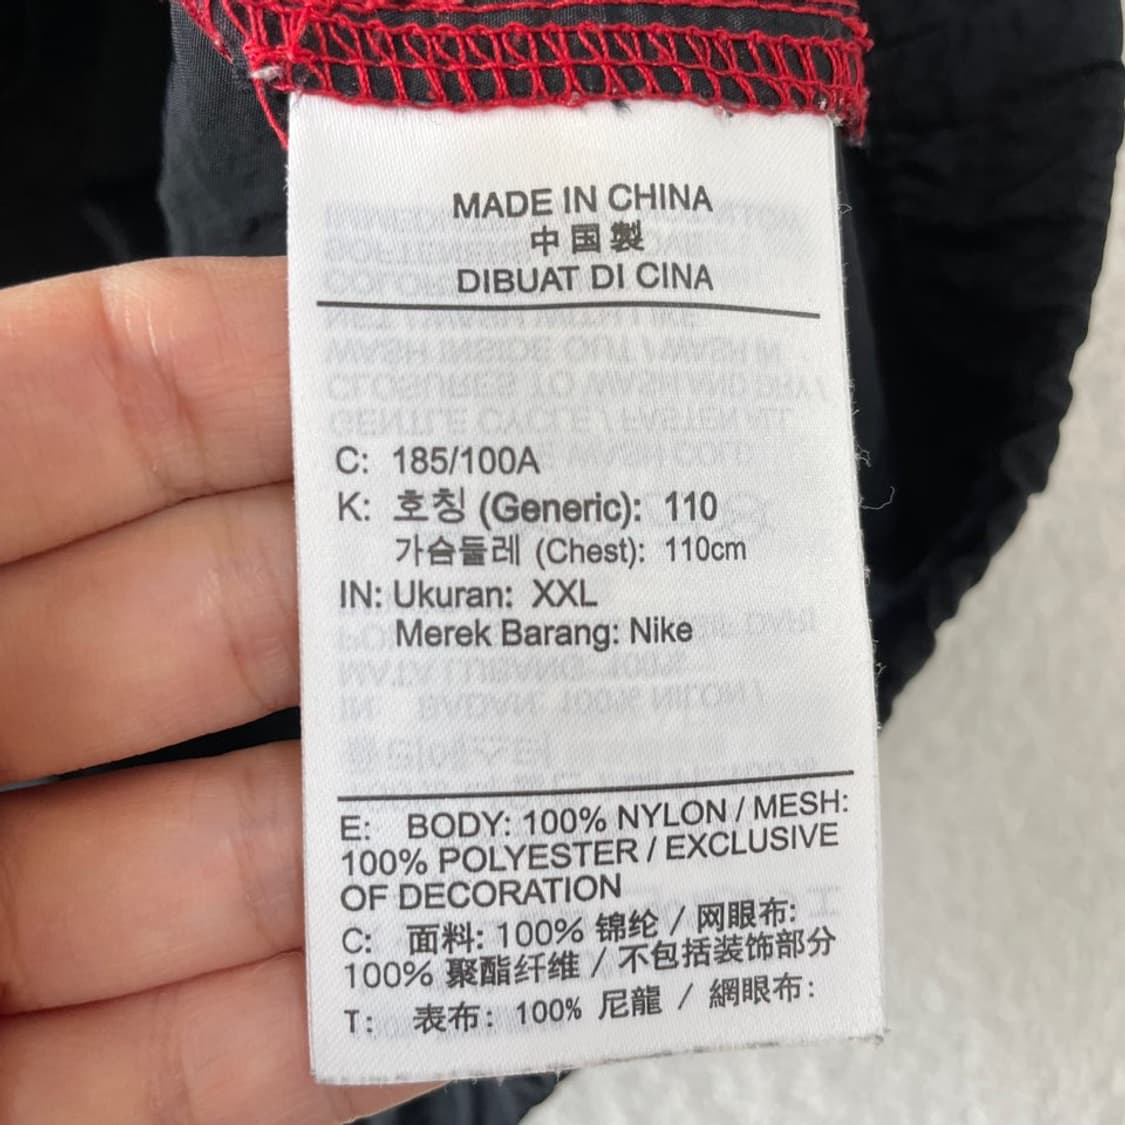 MADE IN CHINA
中国製
DIBUAT DI CINA
C: 185/100A
K: 호칭 (Generic): 110
가슴둘레 (Chest): 110cm
IN: Ukuran: XXL
Merek Barang: Nike
E: BODY: 100% NYLON / MESH:
100% POLYESTER / EXCLUSIVE
OF DECORATION
C: 面料: 100% 锦纶 / 网眼布:
100% 聚酯纤维 / 不包括装饰部分
T: 表布: 100% 尼龍 / 網眼布: